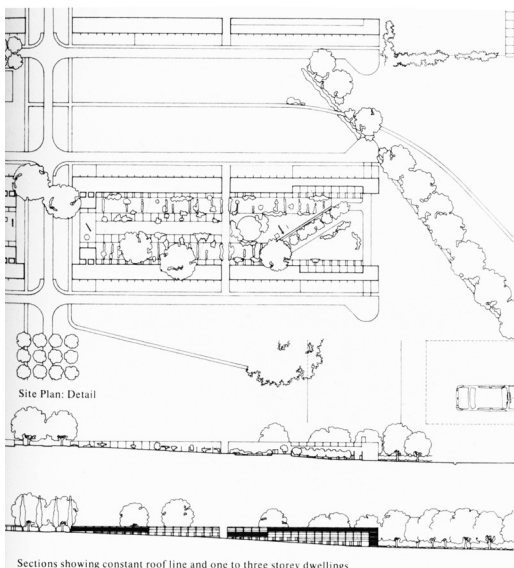 Site Plan: Detail
Sections showing constant roof line and one to three storey dwellings